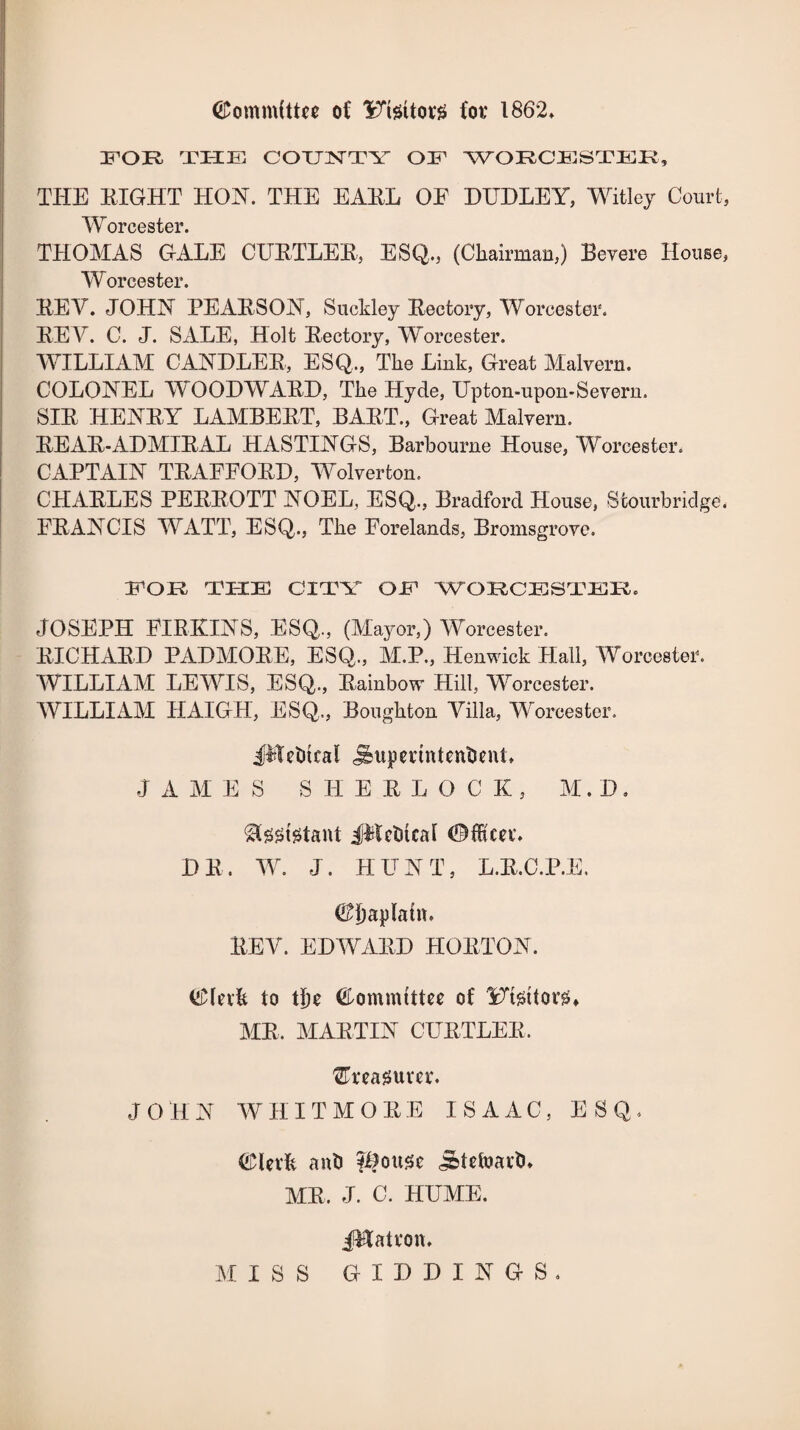 Committee of Visitors for 1862.
FOR THE COUNTY OF WORCESTER,
THE RIGHT HON. THE EARL OF DUDLEY, Witley Court,
Worcester.
THOMAS GALE CURTLER, ESQ., (Chairman,) Bevere House,
Worcester.
REV. JOHN PEARSON, Suckley Rectory, Worcester.
REV. C. J. SALE, Holt Rectory, Worcester.
WILLIAM CANDLER, ESQ., The Link, Great Malvern.
COLONEL WOODWARD, The Hyde, Upton-upon-Severn.
SIR HENRY LAMBERT, BART., Great Malvern.
REAR-ADMIRAL HASTINGS, Barbourne House, Worcester.
CAPTAIN TRAFFORD, Wolverton.
CHARLES PERROTT NOEL, ESQ., Bradford House, Stourbridge.
FRANCIS WATT, ESQ., The Forelands, Bromsgrove.
FOR THE CITY OF WORCESTER.
JOSEPH FIRKINS, ESQ., (Mayor,) Worcester.
RICHARD PADMORE, ESQ., M.P., Henwick Hall, Worcester.
WILLIAM LEWIS, ESQ., Rainbow Hill, Worcester.
WILLIAM HAIGH, ESQ., Boughton Villa, Worcester.
Medical Superintendent.
JAMES SHERLOCK, M.D.
Assistant Medical Officer.
DR. W. J. HUNT, L.R.C.P.E.
Chaplain.
REV. EDWARD HORTON.
Clerk to the Committee of Visitors.
MR. MARTIN CURTLER.
Treasurer.
JOHN WHITMORE ISAAC, ESQ.
Clerk and House Steward.
MR. J. C. HUME.
Matron.
MISS GIDDINGS.